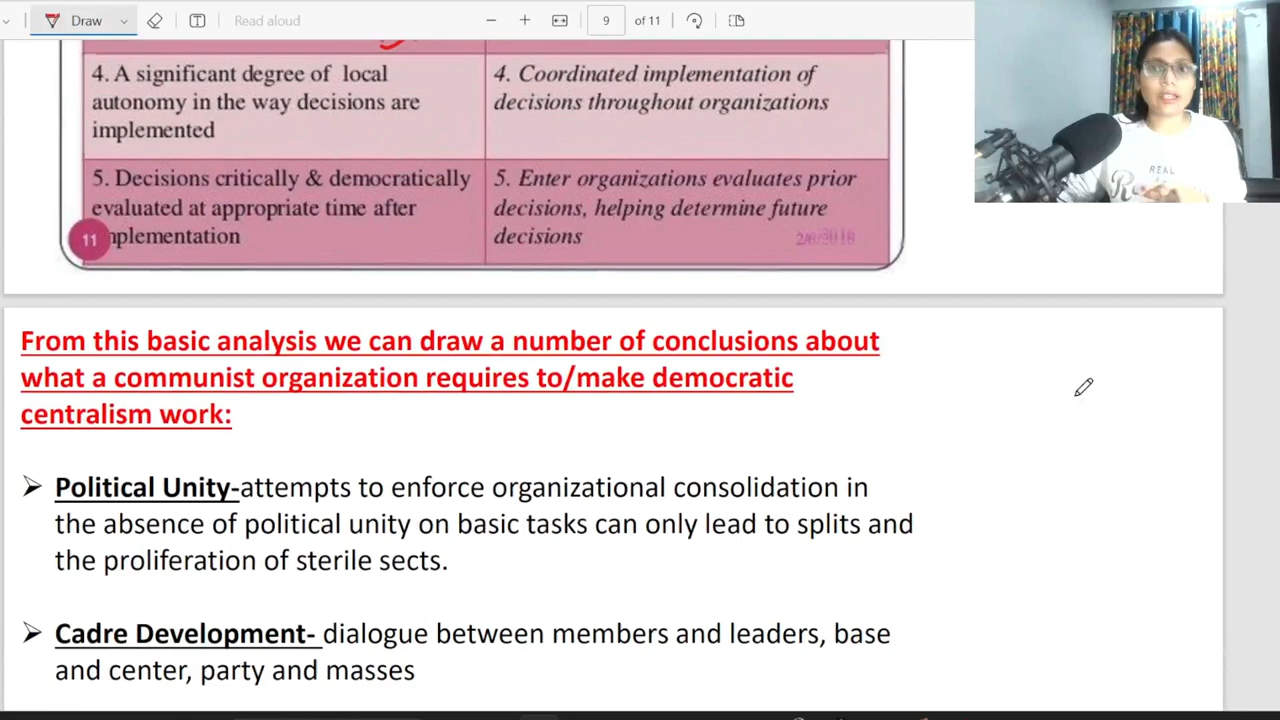 Draw
Read aloud
9
of 11
4. A significant degree of local
autonomy in the way decisions are
implemented
4. Coordinated implementation of
decisions throughout organizations
5. Decisions critically & democratically
evaluated at appropriate time after
mplementation
5. Enter organizations evaluates prior
decisions, helping determine future
decisions
11
From this basic analysis we can draw a number of conclusions about
what a communist organization requires to/make democratic
centralism work:
Political Unity-attempts to enforce organizational consolidation in
the absence of political unity on basic tasks can only lead to splits and
the proliferation of sterile sects.
Cadre Development- dialogue between members and leaders, base
and center, party and masses
REAL